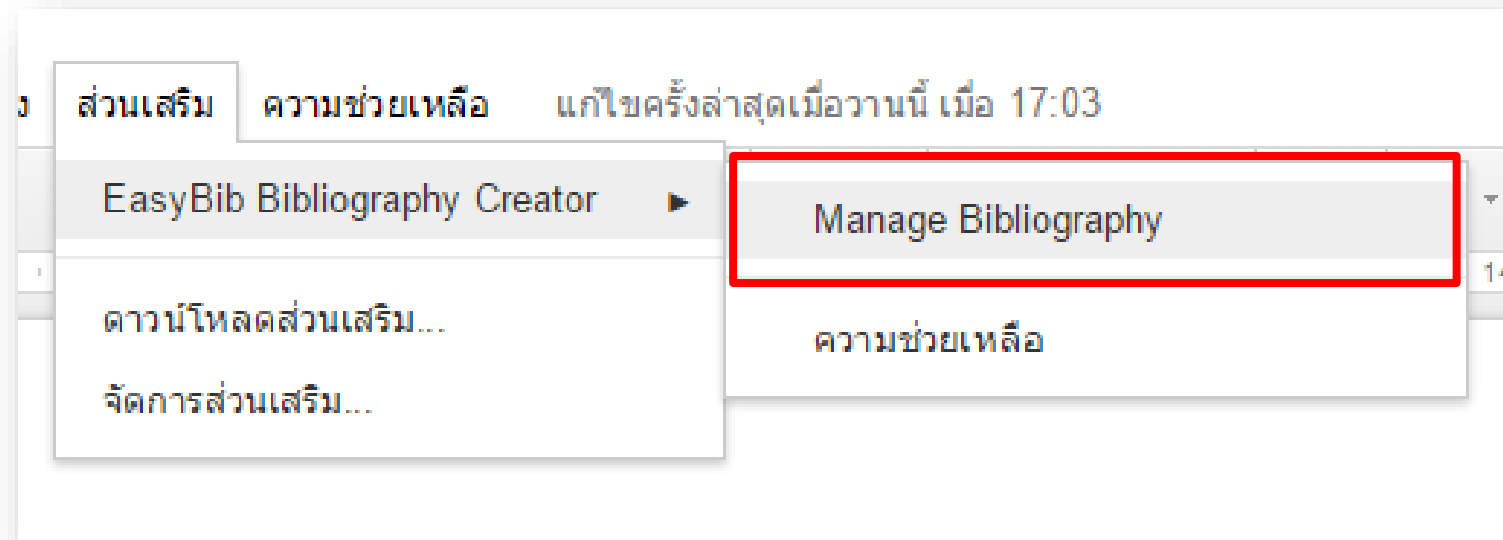 ง ส่วนเสริม ความช่วยเหลือ แก้ไขครั้งล่าสุดเมื่อวานนี้ เมื่อ 17:03
EasyBib Bibliography Creator
Manage Bibliography
14
ดาวน์โหลดส่วนเสริม...
ความช่วยเหลือ
จัดการส่วนเสริม...